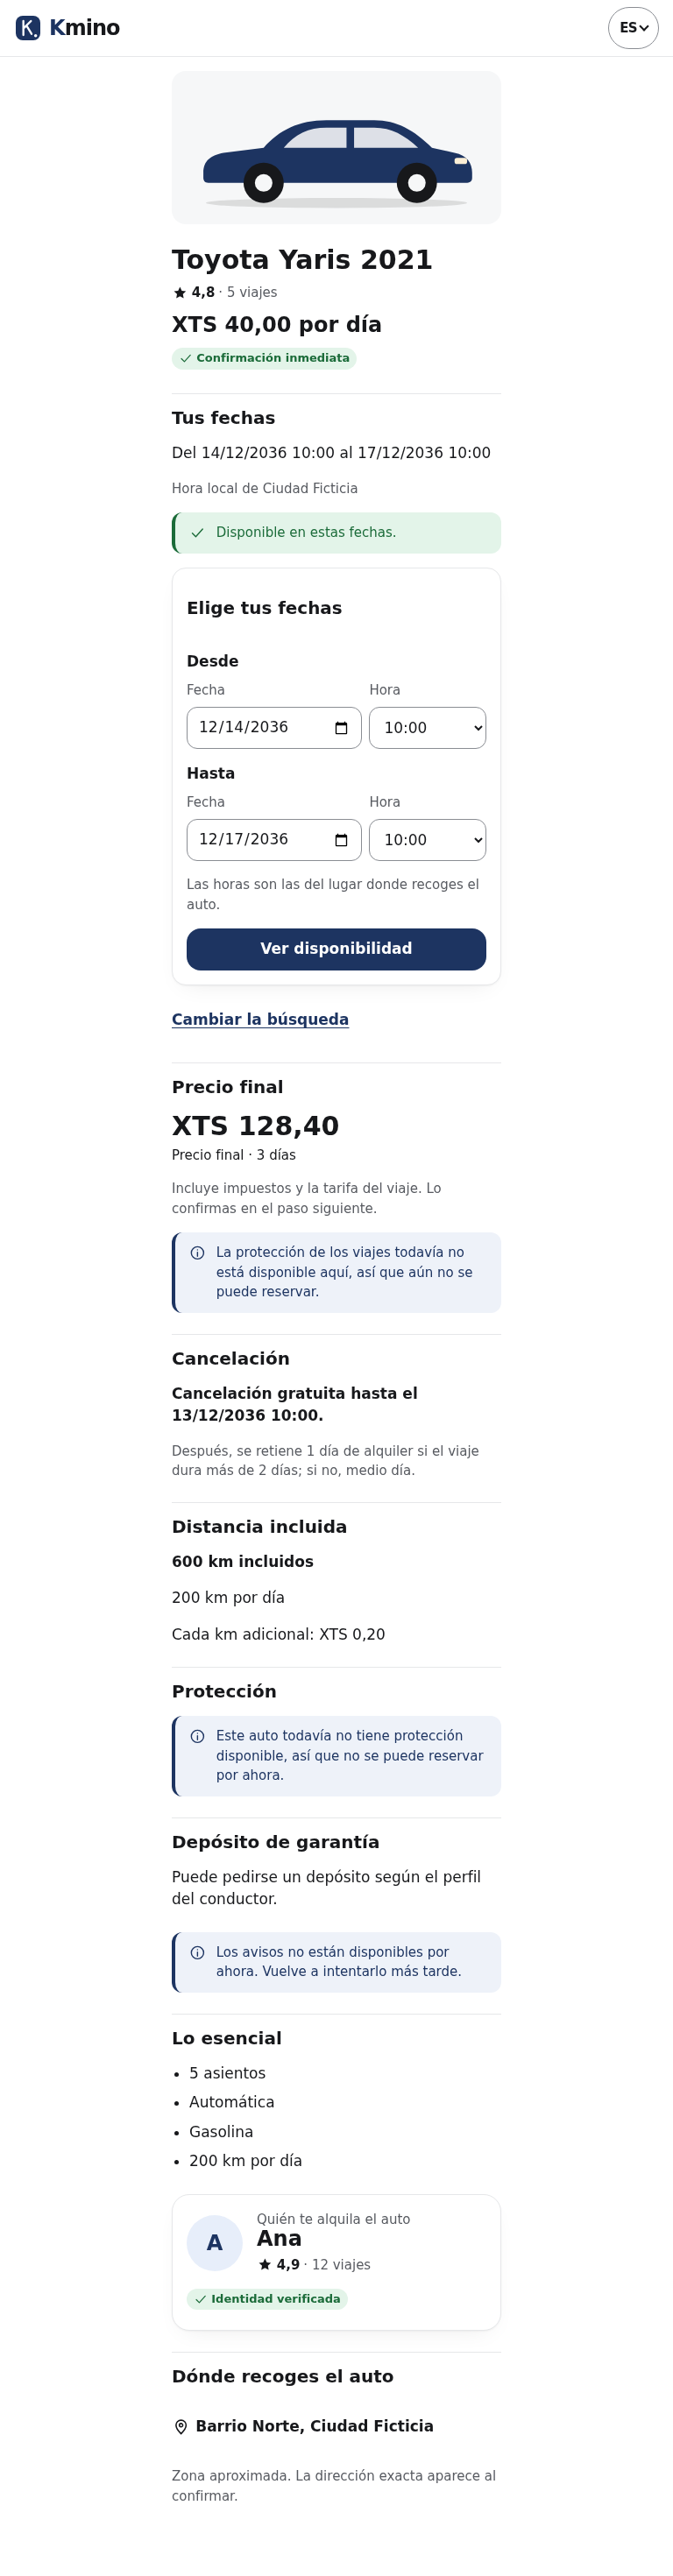 K Kmino
ES
Toyota Yaris 2021
4,8 · 5 viajes
XTS 40,00 por día
Confirmación inmediata
Tus fechas
Del 14/12/2036 10:00 al 17/12/2036 10:00
Hora local de Ciudad Ficticia
Disponible en estas fechas.
Elige tus fechas
Desde
Fecha Hora
12/14/2036 10:00
Hasta
Fecha Hora
12/17/2036 10:00
Las horas son las del lugar donde recoges el
auto.
Ver disponibilidad
Cambiar la búsqueda
Precio final
XTS 128,40
Precio final · 3 días
Incluye impuestos y la tarifa del viaje. Lo
confirmas en el paso siguiente.
La protección de los viajes todavía no
está disponible aquí, así que aún no se
puede reservar.
Cancelación
Cancelación gratuita hasta el
13/12/2036 10:00.
Después, se retiene 1 día de alquiler si el viaje
dura más de 2 días; si no, medio día.
Distancia incluida
600 km incluidos
200 km por día
Cada km adicional: XTS 0,20
Protección
Este auto todavía no tiene protección
disponible, así que no se puede reservar
por ahora.
Depósito de garantía
Puede pedirse un depósito según el perfil
del conductor.
Los avisos no están disponibles por
ahora. Vuelve a intentarlo más tarde.
Lo esencial
• 5 asientos
• Automática
• Gasolina
• 200 km por día
A
Quién te alquila el auto
Ana
4,9 · 12 viajes
Identidad verificada
Dónde recoges el auto
Barrio Norte, Ciudad Ficticia
Zona aproximada. La dirección exacta aparece al
confirmar.